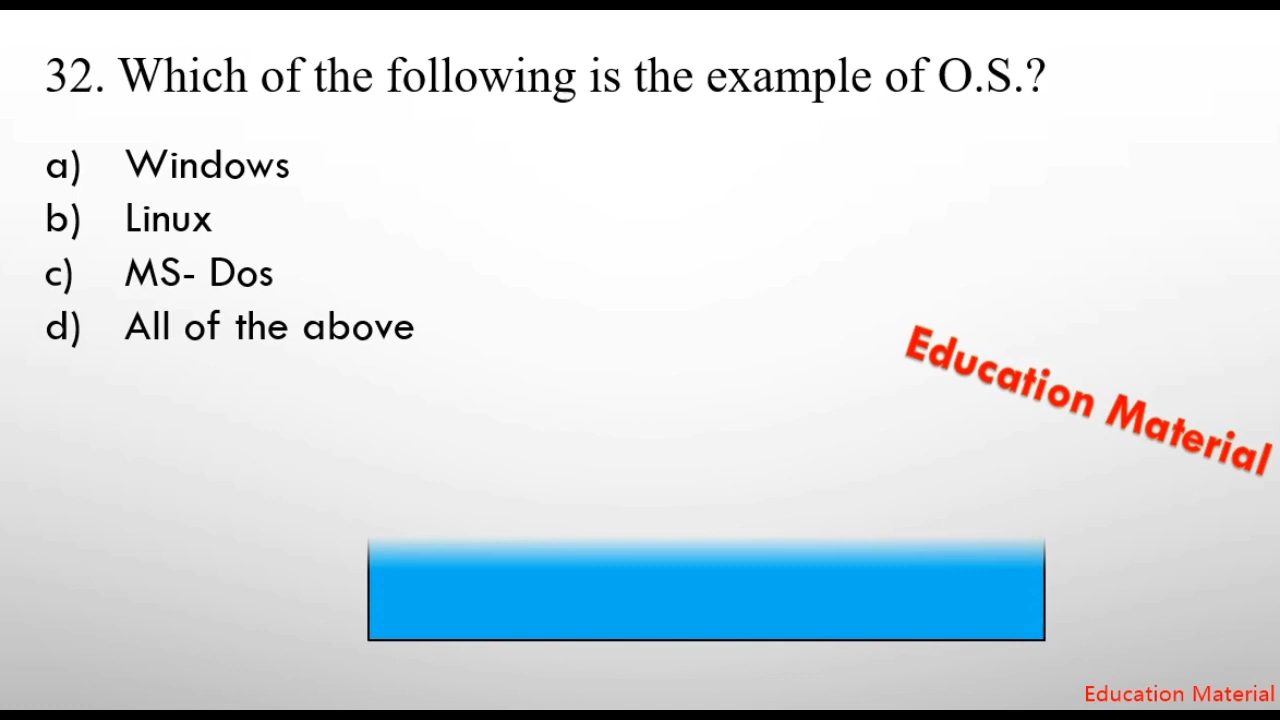 32. Which of the following is the example of O.S.?
a) Windows
b) Linux
c) MS- Dos
d) All of the above
Education Material
Education Material